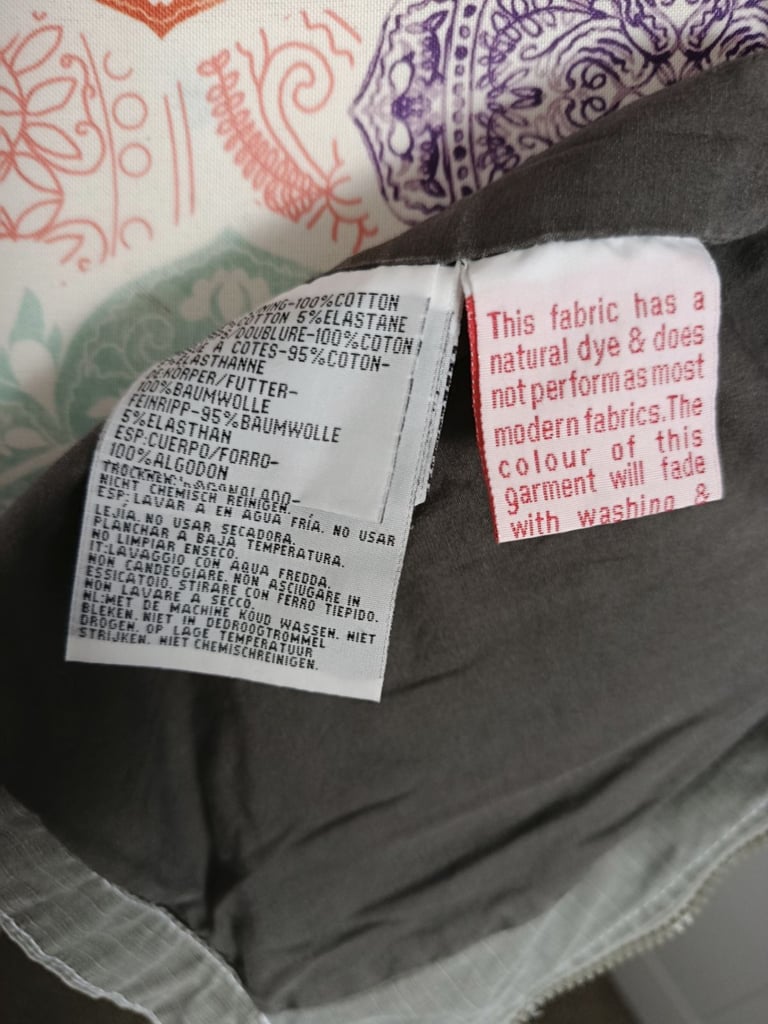 NING-100%COTTON
COTTON 5%ELASTANE
DOUBLURE-100%COTON
A COTES-95%COTON-
ELASTHANNE
KORPER/FUTTER-
100%BAUMWOLLE
FEINRIPP-95%BAUMWOLLE
5%ELASTHAN
ESP:CUERPO/FORRO-
100%ALGODON
NICHT CHEMISCH REINIGEN.
ESP: LAVAR A EN AGUA FRÍA. NO USAR
LEJÍA. NO USAR SECADORA.
PLANCHAR A BAJA TEMPERATURA.
NO LIMPIAR ENSECO.
IT:LAVAGGIO CON AQUA FREDDA.
NON CANDEGGIARE. NON ASCIUGARE IN
ESSICATOIO. STIRARE CON FERRO TIEPIDO.
NON LAVARE A SECCO.
NL:MET DE MACHINE KOUD WASSEN. NIET
BLEKEN. NIET IN DEDROOGTROMMEL
DROGEN. OP LAGE TEMPERATUUR
STRIJKEN. NIET CHEMISCHREINIGEN.
This fabric has a
natural dye & does
not perform as most
modern fabrics. The
colour of this
garment will fade
with washing &